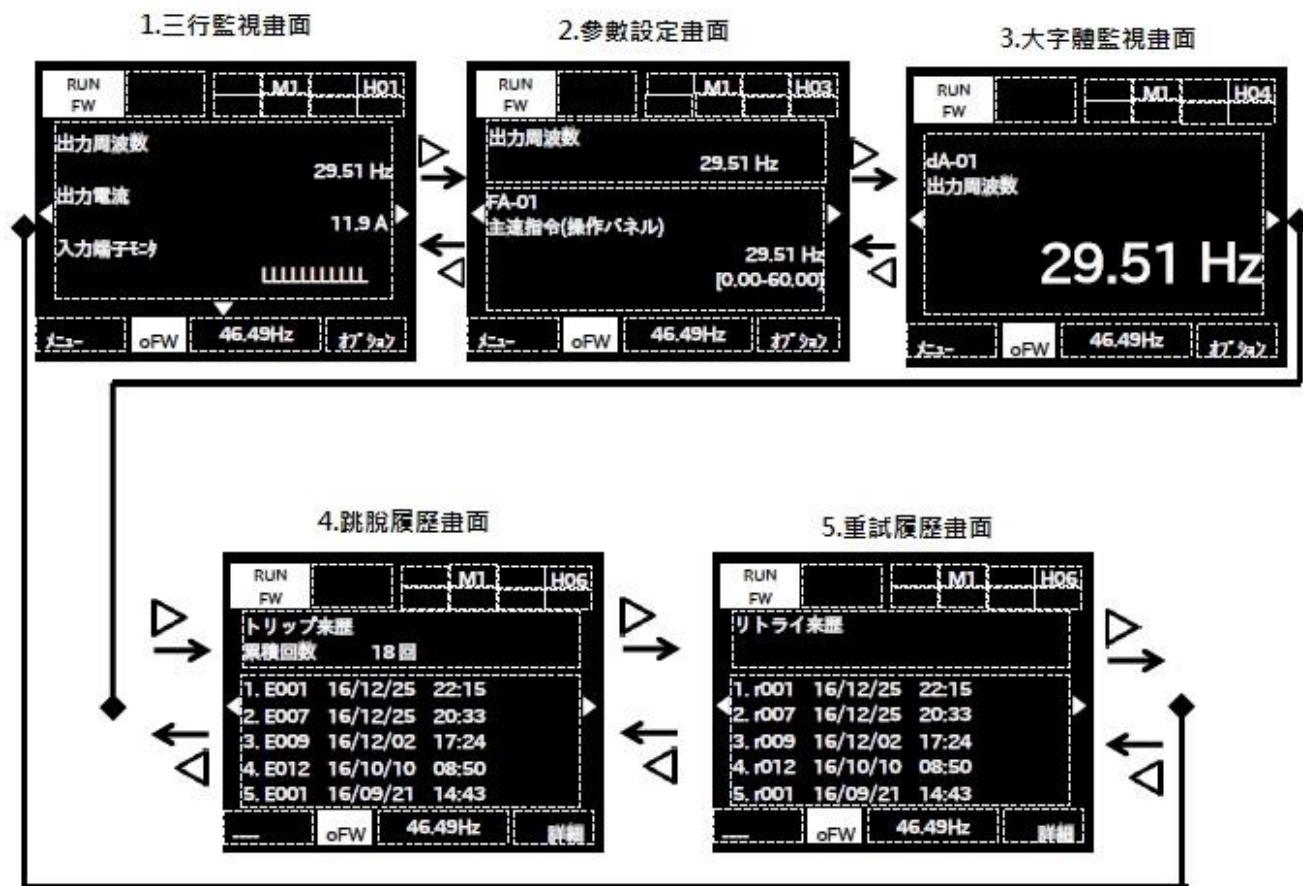 1.三行監視畫面
RUN
FW
M1
H01
出力周波数
29.51 Hz
出力電流
11.9 A
入力端子ﾓﾆﾀ
LLLLLLLLLLL
ﾒﾆｭｰ
oFW
46.49Hz
ｵﾌﾟｼｮﾝ
2.參數設定畫面
RUN
FW
M1
H03
出力周波数
29.51 Hz
FA-01
主速指令(操作パネル)
29.51 Hz
[0.00-60.00]
ﾒﾆｭｰ
oFW
46.49Hz
ｵﾌﾟｼｮﾝ
3.大字體監視畫面
RUN
FW
M1
H04
dA-01
出力周波数
29.51 Hz
ﾒﾆｭｰ
oFW
46.49Hz
ｵﾌﾟｼｮﾝ
4.跳脫履歷畫面
RUN
FW
M1
H06
トリップ来歴
累積回数 18回
1. E001 16/12/25 22:15
2. E007 16/12/25 20:33
3. E009 16/12/02 17:24
4. E012 16/10/10 08:50
5. E001 16/09/21 14:43
----
oFW
46.49Hz
詳細
5.重試履歷畫面
RUN
FW
M1
H06
リトライ来歴
1. r001 16/12/25 22:15
2. r007 16/12/25 20:33
3. r009 16/12/02 17:24
4. r012 16/10/10 08:50
5. r001 16/09/21 14:43
----
oFW
46.49Hz
詳細